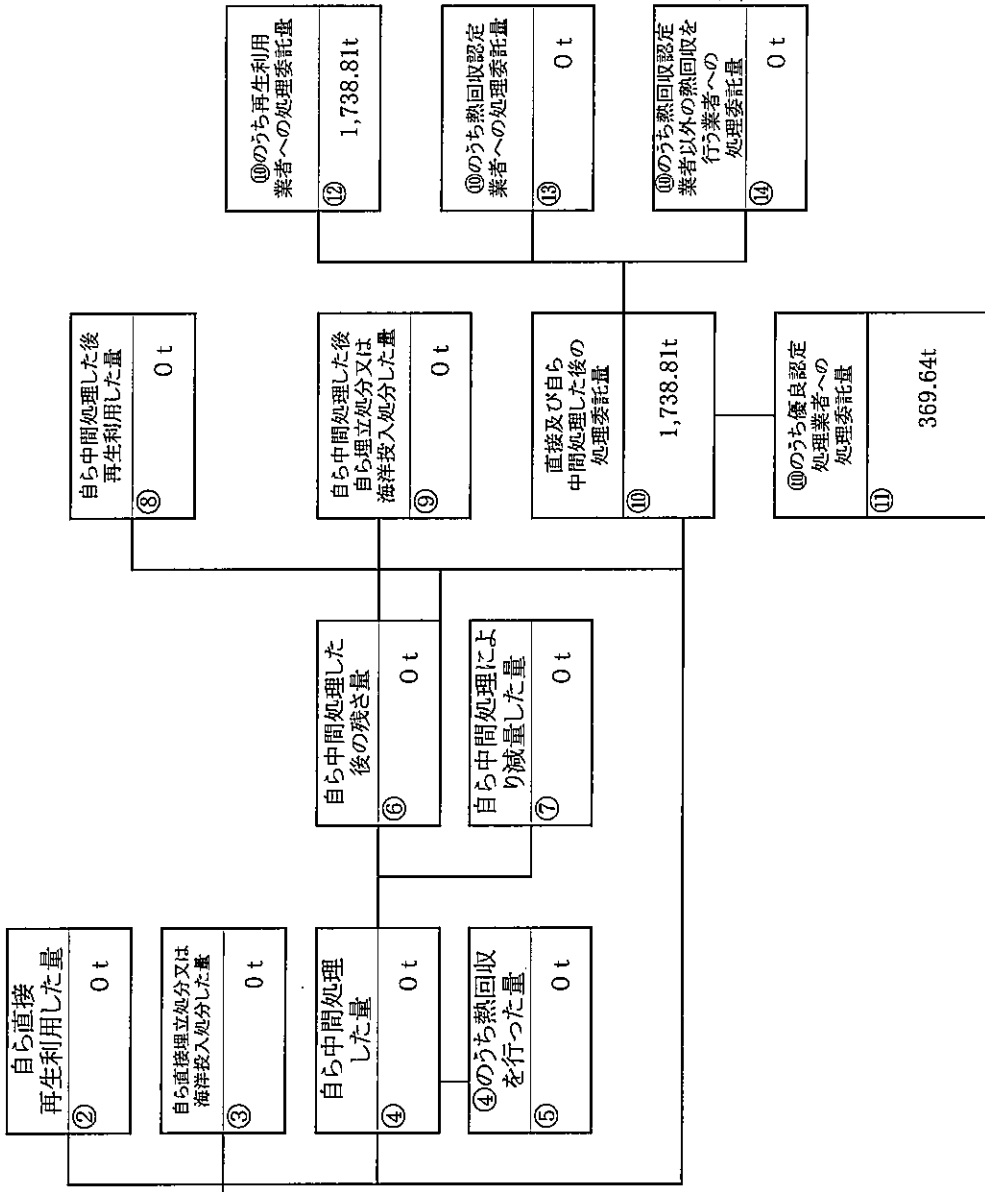 自ら直接
再生利用した量
② 0 t
自ら直接埋立処分又は
海洋投入処分した量
③ 0 t
自ら中間処理
した量
④ 0 t
④のうち熱回収
を行った量
⑤ 0 t
自ら中間処理した
後の残さ量
⑥ 0 t
自ら中間処理によ
り減量した量
⑦ 0 t
自ら中間処理した後
再生利用した量
⑧ 0 t
自ら中間処理した後
自ら埋立処分又は
海洋投入処分した量
⑨ 0 t
直接及び自ら
中間処理した後の
処理委託量
⑩ 1,738.81t
⑩のうち優良認定
処理業者への
処理委託量
⑪ 369.64t
⑩のうち再生利用
業者への処理委託量
⑫ 1,738.81t
⑩のうち熱回収認定
業者への処理委託量
⑬ 0 t
⑩のうち熱回収認定
業者以外の熱回収を
行う業者への
処理委託量
⑭ 0 t